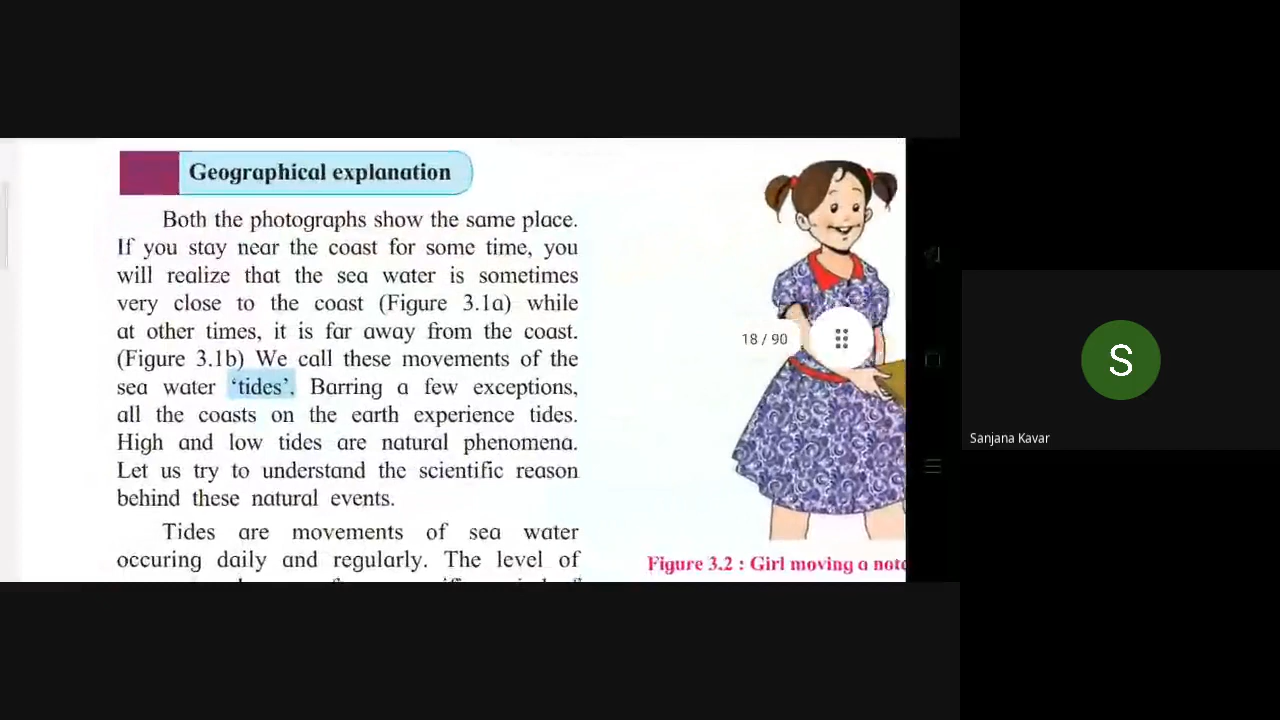 Geographical explanation
Both the photographs show the same place.
If you stay near the coast for some time, you
will realize that the sea water is sometimes
very close to the coast (Figure 3.1a) while
at other times, it is far away from the coast.
(Figure 3.1b) We call these movements of the
sea water ‘tides’. Barring a few exceptions,
all the coasts on the earth experience tides.
High and low tides are natural phenomena.
Let us try to understand the scientific reason
behind these natural events.
Tides are movements of sea water
occuring daily and regularly. The level of
18 / 90
Figure 3.2 : Girl moving a note
S
Sanjana Kavar